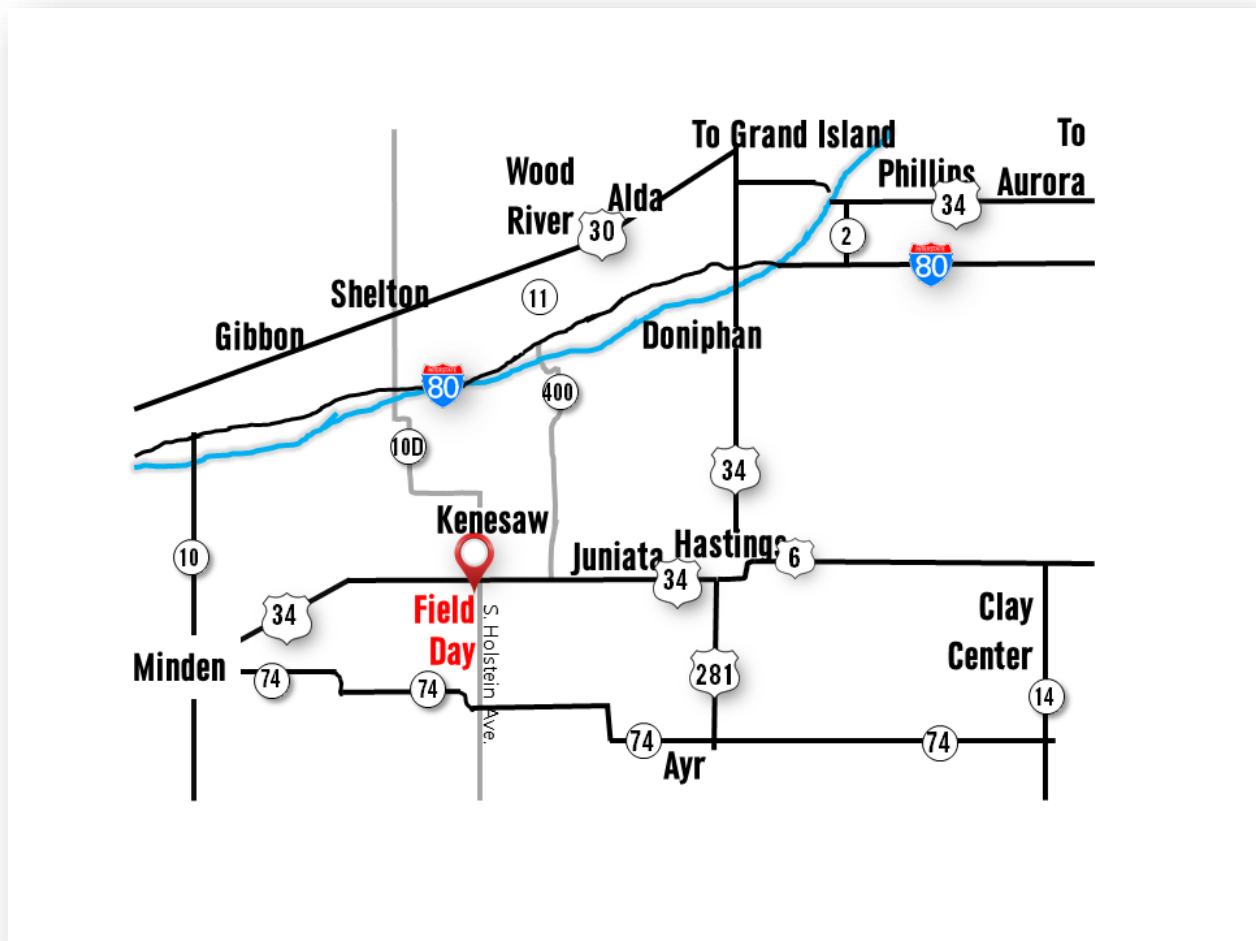 To Grand Island
To
Aurora
Wood
River
Alda
Phillips
34
30
2
INTERSTATE
80
Shelton
11
Gibbon
Doniphan
INTERSTATE
80
400
10D
34
Kenesaw
10
Juniata
Hastings
6
34
34
Field
Day
S. Holstein Ave.
Clay
Center
Minden
74
74
281
14
74
74
Ayr